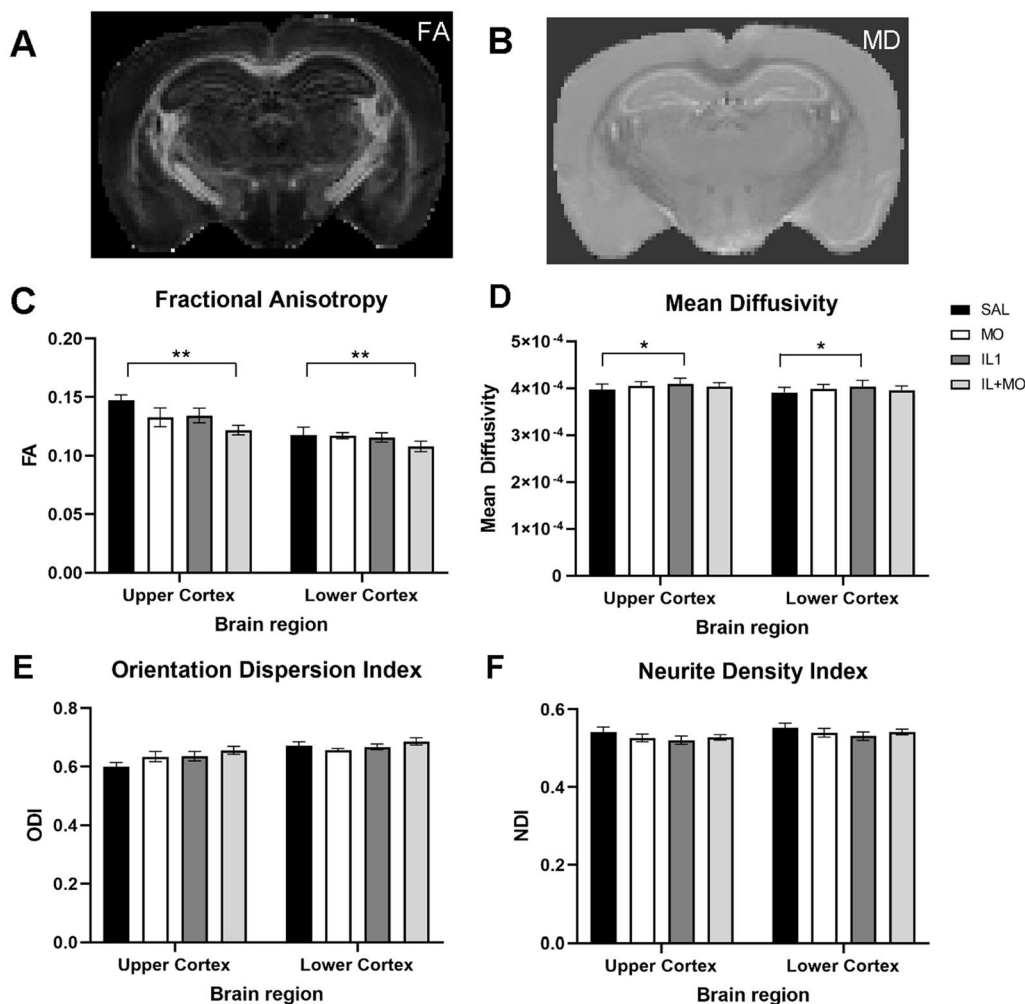 A
FA
B
MD
C
Fractional Anisotropy
FA
0.20
0.15
0.10
0.05
0.00
**
**
Upper Cortex
Lower Cortex
Brain region
D
Mean Diffusivity
Mean Diffusivity
5×10⁻⁴
4×10⁻⁴
3×10⁻⁴
2×10⁻⁴
1×10⁻⁴
0
*
*
Upper Cortex
Lower Cortex
Brain region
SAL
MO
IL1
IL+MO
E
Orientation Dispersion Index
ODI
0.8
0.6
0.4
0.2
0.0
Upper Cortex
Lower Cortex
Brain region
F
Neurite Density Index
NDI
0.6
0.4
0.2
0.0
Upper Cortex
Lower Cortex
Brain region